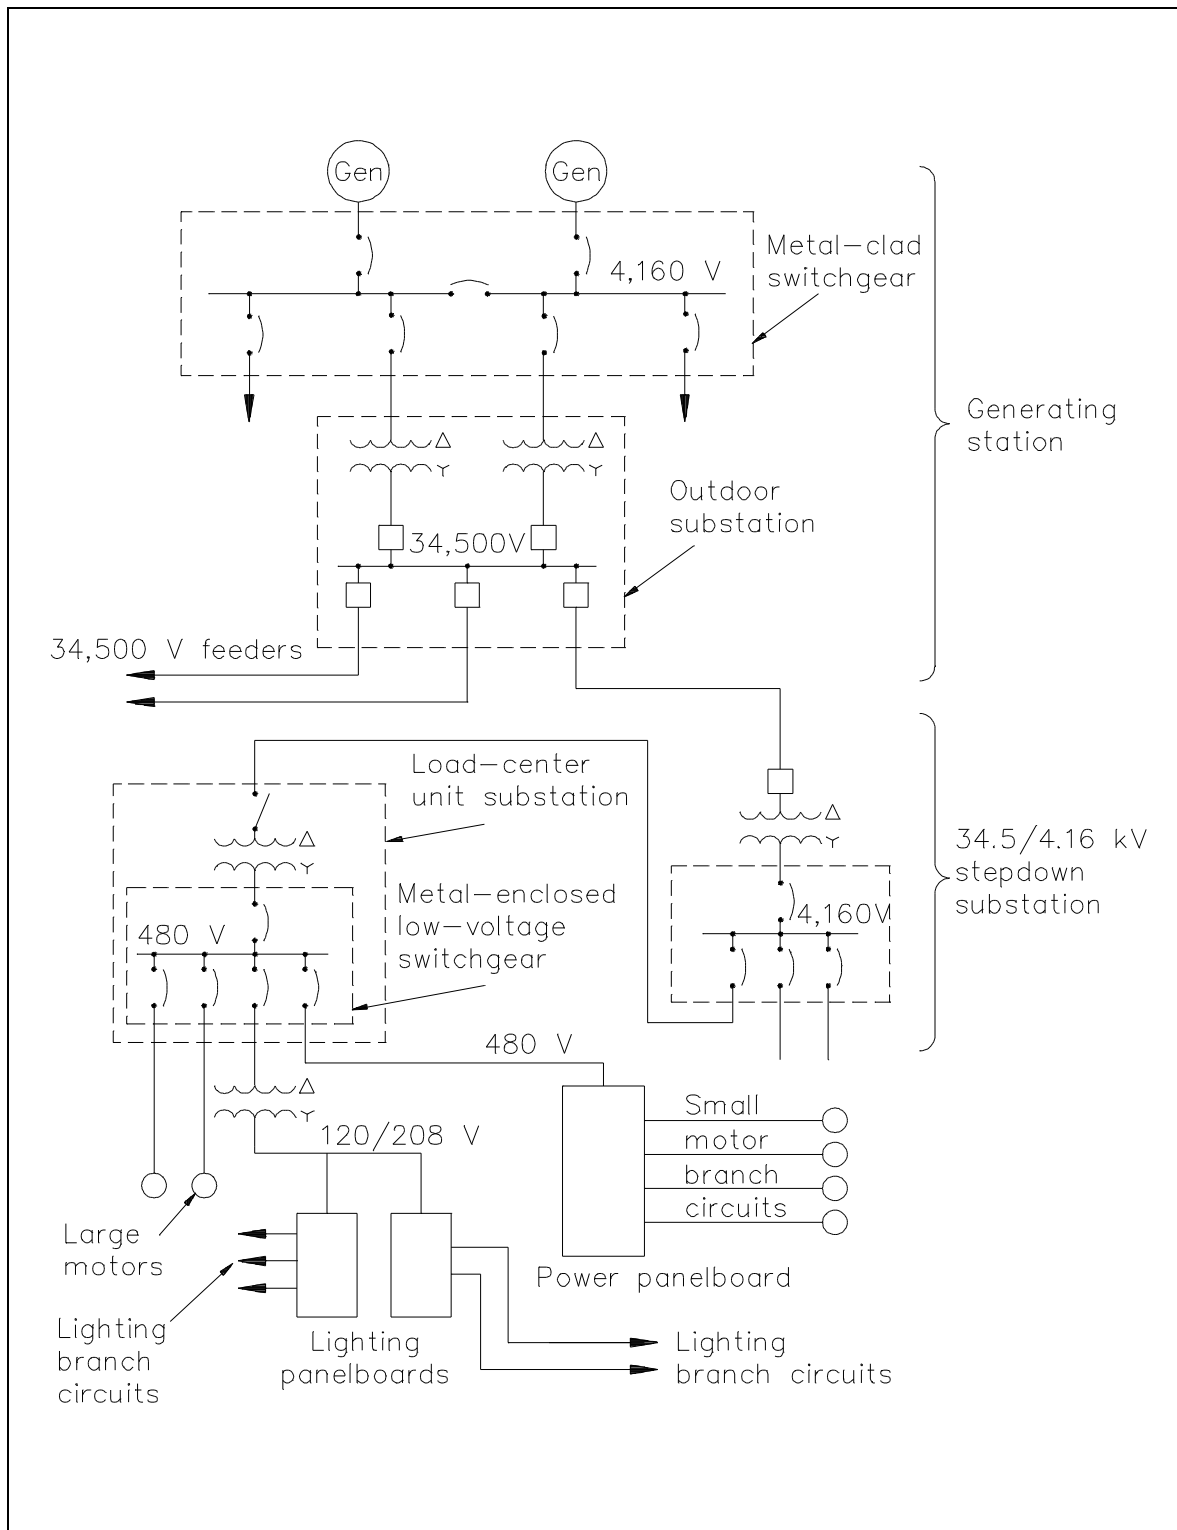 Gen
Gen
Metal-clad
switchgear
4,160 V
Generating
station
Outdoor
substation
34,500V
34,500 V feeders
Load-center
unit substation
34.5/4.16 kV
stepdown
substation
Metal-enclosed
low-voltage
switchgear
4,160V
480 V
480 V
Small
motor
branch
circuits
120/208 V
Large
motors
Power panelboard
Lighting
branch
circuits
Lighting
panelboards
Lighting
branch circuits